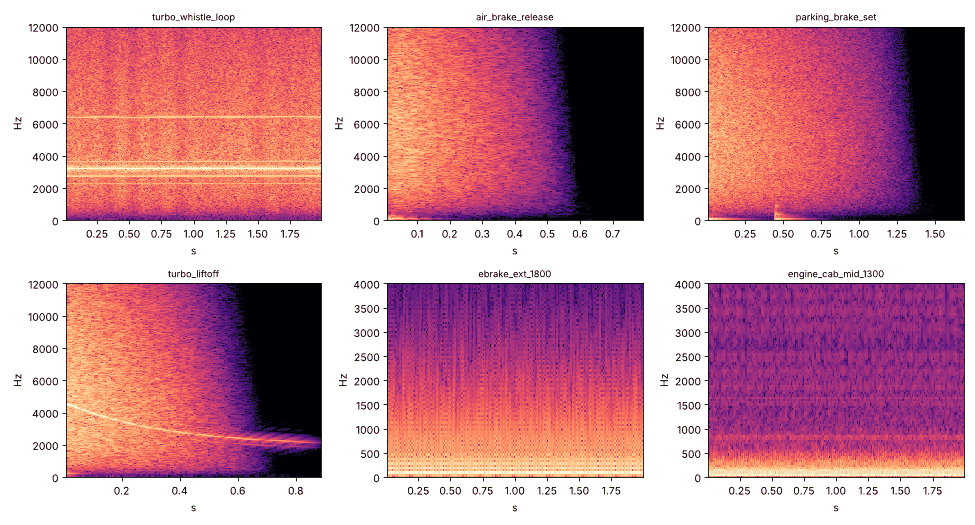 turbo_whistle_loop
12000
10000
8000
6000
4000
2000
0
Hz
0.25 0.50 0.75 1.00 1.25 1.50 1.75
s
air_brake_release
12000
10000
8000
6000
4000
2000
0
Hz
0.1 0.2 0.3 0.4 0.5 0.6 0.7
s
parking_brake_set
12000
10000
8000
6000
4000
2000
0
Hz
0.25 0.50 0.75 1.00 1.25 1.50
s
turbo_liftoff
12000
10000
8000
6000
4000
2000
0
Hz
0.2 0.4 0.6 0.8
s
ebrake_ext_1800
4000
3500
3000
2500
2000
1500
1000
500
0
Hz
0.25 0.50 0.75 1.00 1.25 1.50 1.75
s
engine_cab_mid_1300
4000
3500
3000
2500
2000
1500
1000
500
0
Hz
0.25 0.50 0.75 1.00 1.25 1.50 1.75
s